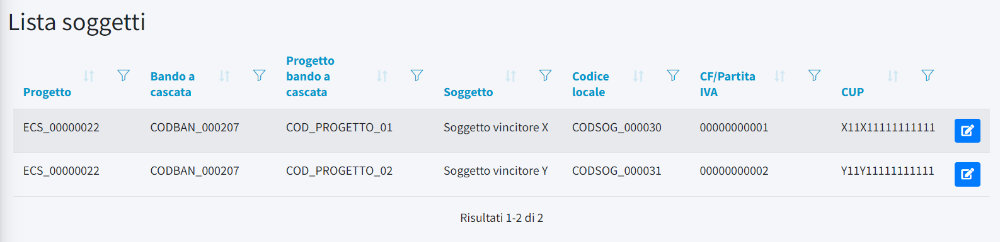 Lista soggetti
Progetto Bando a cascata Progetto bando a cascata Soggetto Codice locale CF/Partita IVA CUP
ECS_00000022 CODBAN_000207 COD_PROGETTO_01 Soggetto vincitore X CODSOG_000030 00000000001 X11X11111111111
ECS_00000022 CODBAN_000207 COD_PROGETTO_02 Soggetto vincitore Y CODSOG_000031 00000000002 Y11Y11111111111
Risultati 1-2 di 2